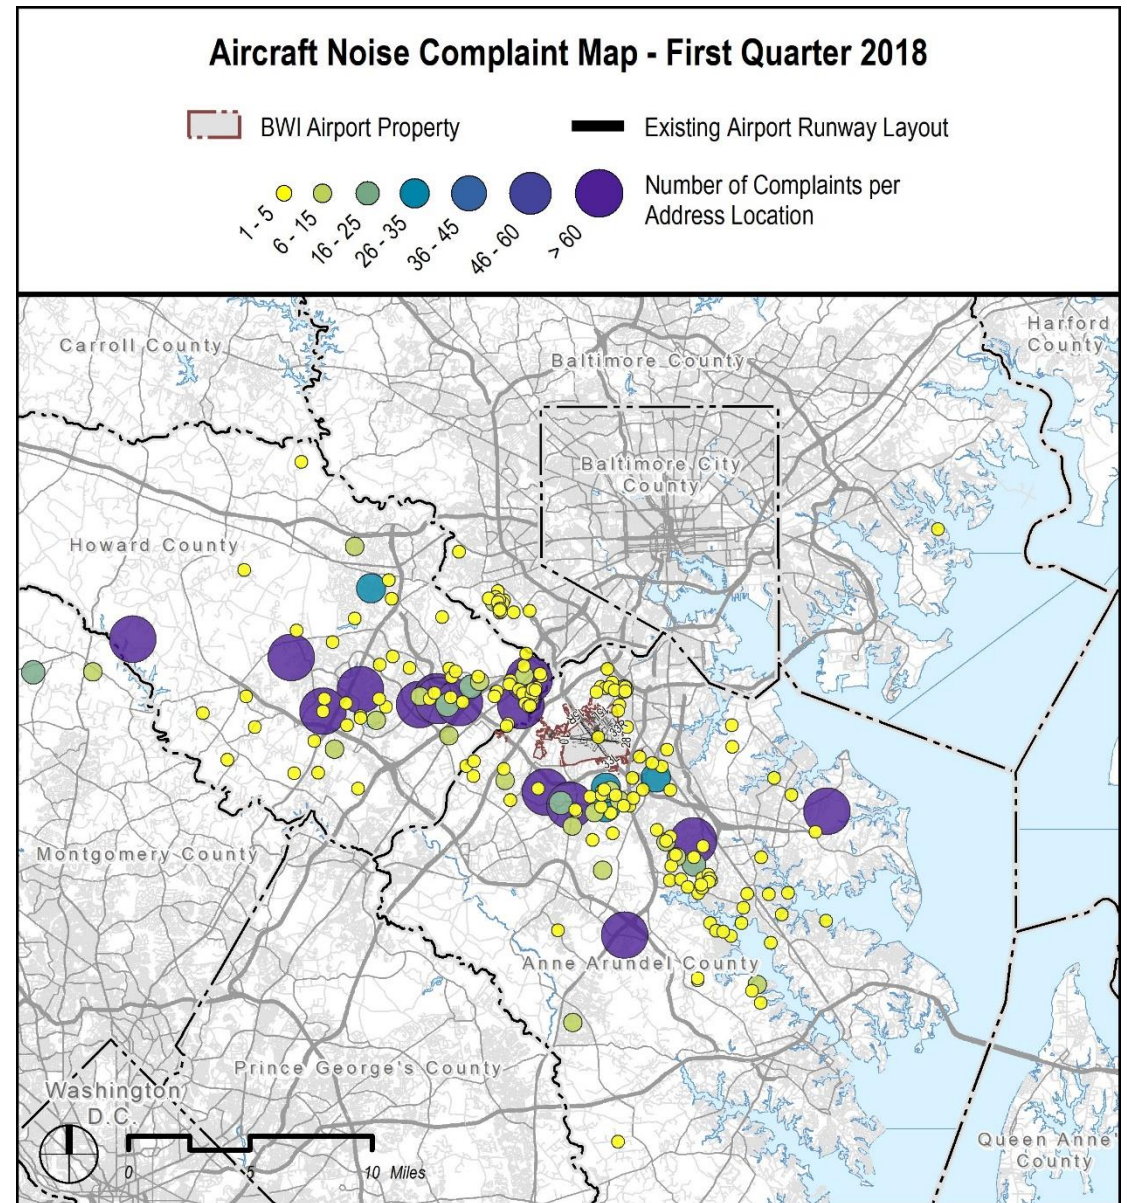 Aircraft Noise Complaint Map - First Quarter 2018
BWI Airport Property
Existing Airport Runway Layout
1 - 5
6 - 15
16 - 25
26 - 35
36 - 45
46 - 60
> 60
Number of Complaints per
Address Location
Harford
County
Carroll County
Baltimore County
Baltimore City
County
Howard County
10
28
Montgomery County
Anne Arundel County
Prince George's County
Washington
D.C.
Queen Anne'
County
0
5
10 Miles